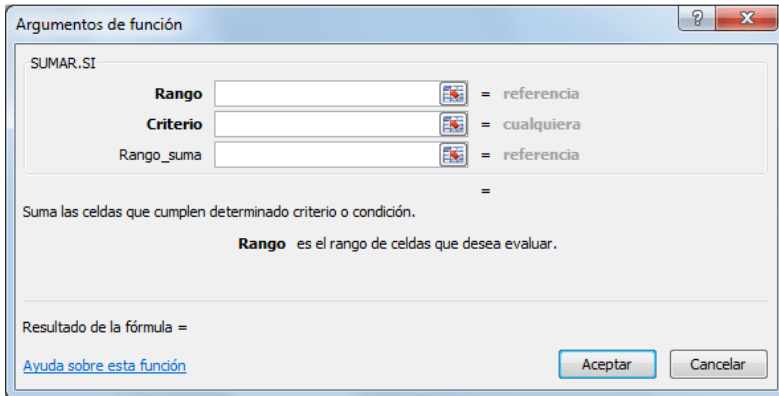 Argumentos de función
SUMAR.SI
Rango = referencia
Criterio = cualquiera
Rango_suma = referencia
=
Suma las celdas que cumplen determinado criterio o condición.
Rango es el rango de celdas que desea evaluar.
Resultado de la fórmula =
Ayuda sobre esta función
Aceptar Cancelar